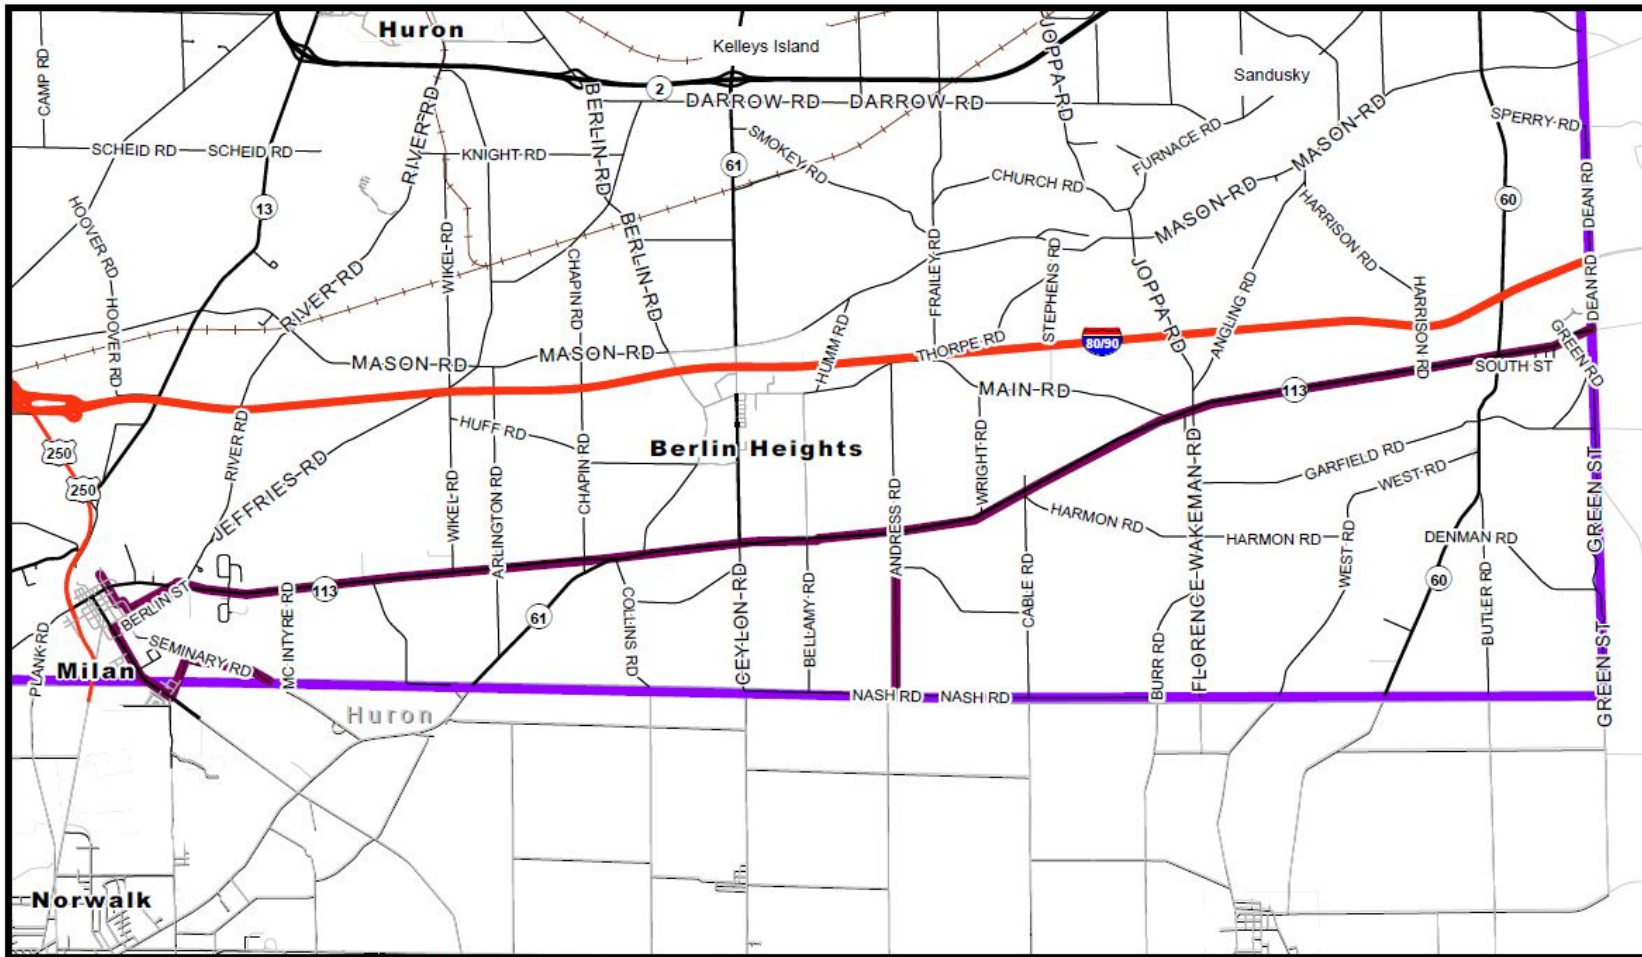 Huron
Kelleys Island
Sandusky
CAMP RD
2
JOPPA RD
DARROW RD DARROW RD
BERLIN RD
RIVER RD
MASON RD
SPERRY RD
SCHEID RD SCHEID RD
KNIGHT RD
61
SMOKEY RD
FURNACE RD
MASON RD
CHURCH RD
DEAN RD
13
HOOVER RD
HARRISON RD
60
WIKEL RD
BERLIN RD
FRAILEY RD
STEPHENS RD
JOPPA RD
CHAPIN RD
RIVER RD
HOOVER RD
HUMM RD
ANGLING RD
HARRISON RD
DEAN RD
MASON RD
MASON RD
THORPE RD
80/90
GREEN RD
SOUTH ST
MAIN RD
113
250
HUFF RD
RIVER RD
Berlin Heights
CHAPIN RD
WRIGHT RD
GARFIELD RD
WEST RD
250
JEFFRIES RD
WIKEL RD
ARLINGTON RD
ANDRESS RD
HARMON RD
HARMON RD
FLORENCE-WAKEMAN RD
DENMAN RD
GREEN ST
WEST RD
60
BUTLER RD
113
BERLIN ST
MC INTYRE RD
61
COLLINS RD
CEYLON RD
BELLAMY RD
CABLE RD
BURR RD
PLANK RD
SEMINARY RD
Milan
NASH RD NASH RD
GREEN ST
Huron
Norwalk